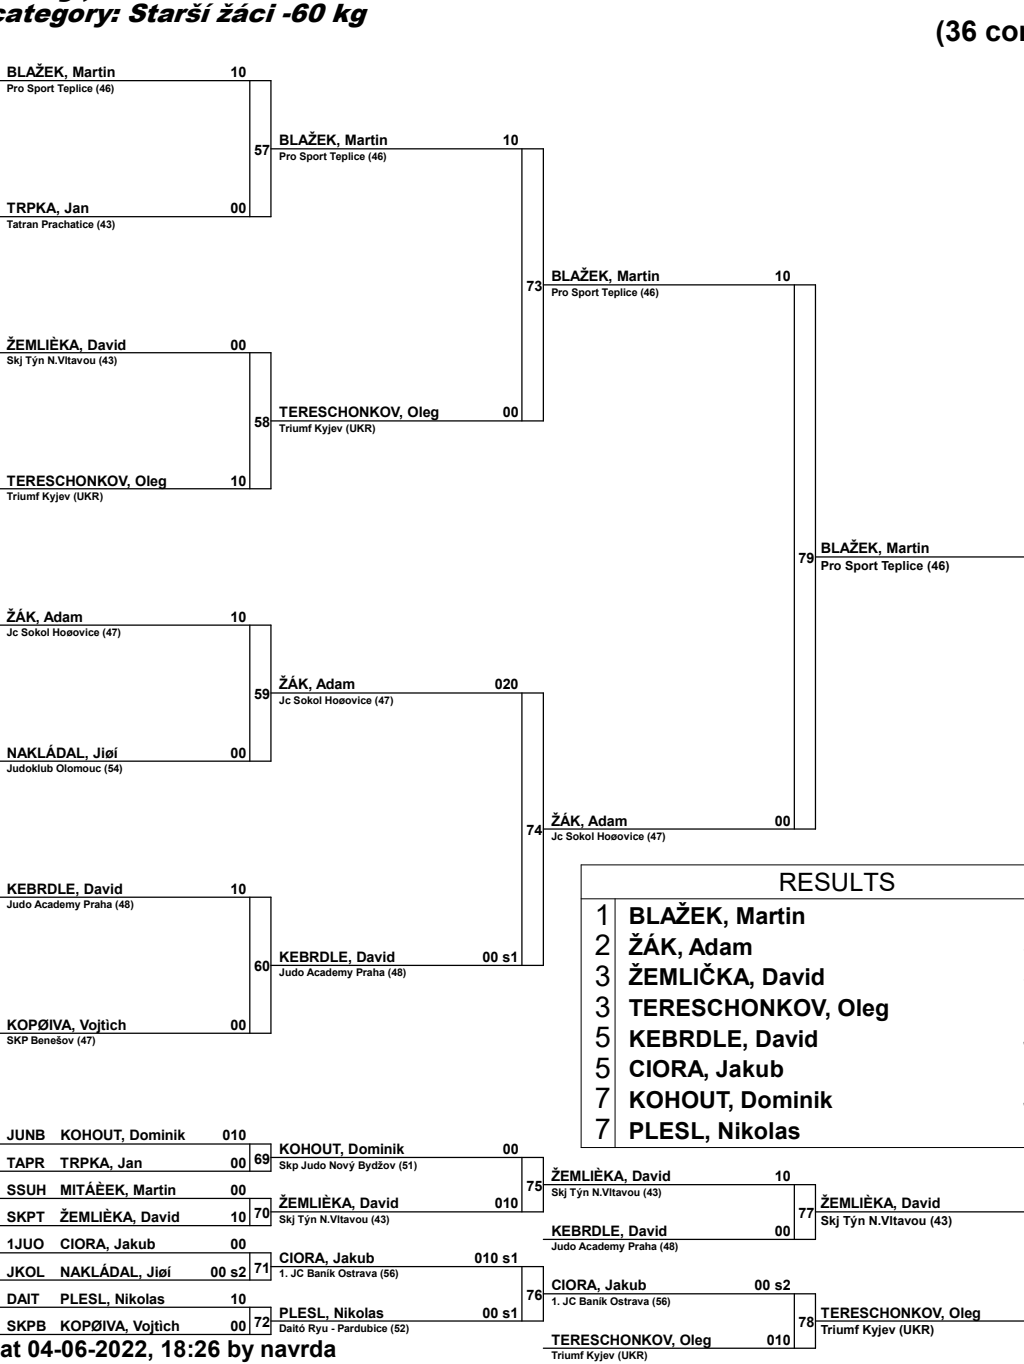 category: Starší žáci -60 kg
(36 co
BLAŽEK, Martin 10
Pro Sport Teplice (46)
57
BLAŽEK, Martin 10
Pro Sport Teplice (46)
TRPKA, Jan 00
Tatran Prachatice (43)
73
BLAŽEK, Martin 10
Pro Sport Teplice (46)
ŽEMLIÈKA, David 00
Skj Týn N.Vltavou (43)
58
TERESCHONKOV, Oleg 00
Triumf Kyjev (UKR)
TERESCHONKOV, Oleg 10
Triumf Kyjev (UKR)
79
BLAŽEK, Martin
Pro Sport Teplice (46)
ŽÁK, Adam 10
Jc Sokol Hoøovice (47)
59
ŽÁK, Adam 020
Jc Sokol Hoøovice (47)
NAKLÁDAL, Jiøí 00
Judoklub Olomouc (54)
74
ŽÁK, Adam 00
Jc Sokol Hoøovice (47)
KEBRDLE, David 10
Judo Academy Praha (48)
60
KEBRDLE, David 00 s1
Judo Academy Praha (48)
KOPØIVA, Vojtìch 00
SKP Benešov (47)
RESULTS
1 BLAŽEK, Martin
2 ŽÁK, Adam
3 ŽEMLIČKA, David
3 TERESCHONKOV, Oleg
5 KEBRDLE, David
5 CIORA, Jakub
7 KOHOUT, Dominik
7 PLESL, Nikolas
JUNB KOHOUT, Dominik 010
TAPR TRPKA, Jan 00
69
KOHOUT, Dominik 00
Skp Judo Nový Bydžov (51)
SSUH MITÁÈEK, Martin 00
SKPT ŽEMLIÈKA, David 10
70
ŽEMLIÈKA, David 010
Skj Týn N.Vltavou (43)
75
ŽEMLIÈKA, David 10
Skj Týn N.Vltavou (43)
KEBRDLE, David 00
Judo Academy Praha (48)
77
ŽEMLIÈKA, David
Skj Týn N.Vltavou (43)
1JUO CIORA, Jakub 00
JKOL NAKLÁDAL, Jiøí 00 s2
71
CIORA, Jakub 010 s1
1. JC Baník Ostrava (56)
DAIT PLESL, Nikolas 10
SKPB KOPØIVA, Vojtìch 00
72
PLESL, Nikolas 00 s1
Daitó Ryu - Pardubice (52)
76
CIORA, Jakub 00 s2
1. JC Baník Ostrava (56)
TERESCHONKOV, Oleg 010
Triumf Kyjev (UKR)
78
TERESCHONKOV, Oleg
Triumf Kyjev (UKR)
at 04-06-2022, 18:26 by navrda